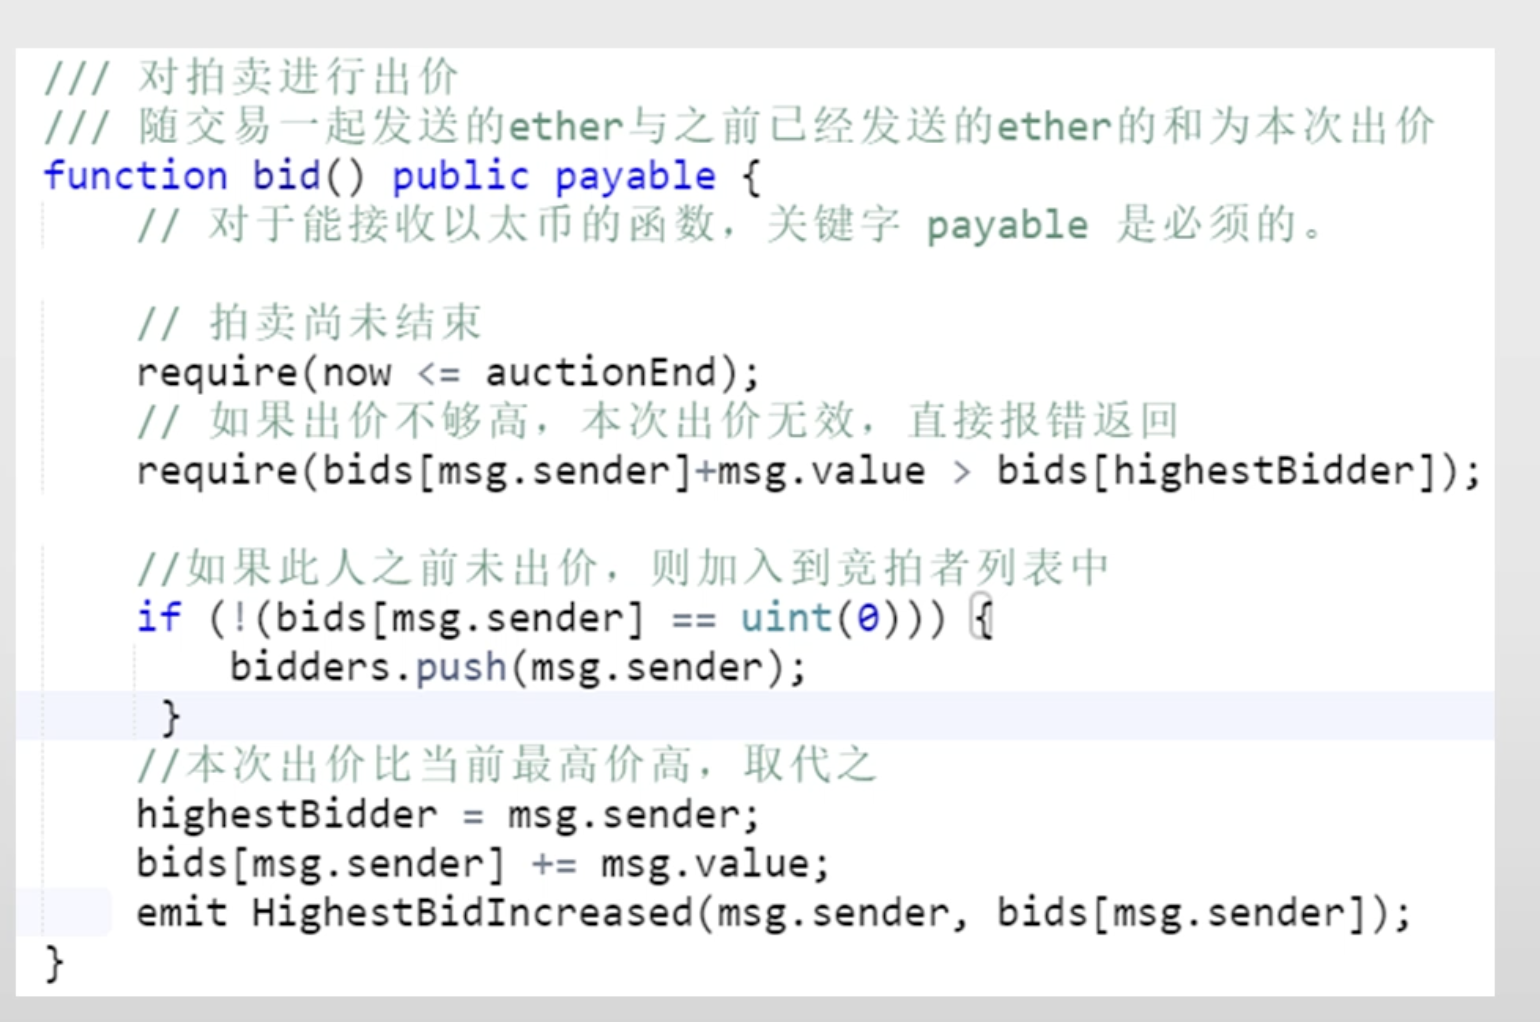 /// 对拍卖进行出价
/// 随交易一起发送的ether与之前已经发送的ether的和为本次出价
function bid() public payable {
// 对于能接收以太币的函数，关键字 payable 是必须的。
// 拍卖尚未结束
require(now <= auctionEnd);
// 如果出价不够高，本次出价无效，直接报错返回
require(bids[msg.sender]+msg.value > bids[highestBidder]);
//如果此人之前未出价，则加入到竞拍者列表中
if (!(bids[msg.sender] == uint(0))) {
bidders.push(msg.sender);
}
//本次出价比当前最高价高，取代之
highestBidder = msg.sender;
bids[msg.sender] += msg.value;
emit HighestBidIncreased(msg.sender, bids[msg.sender]);
}